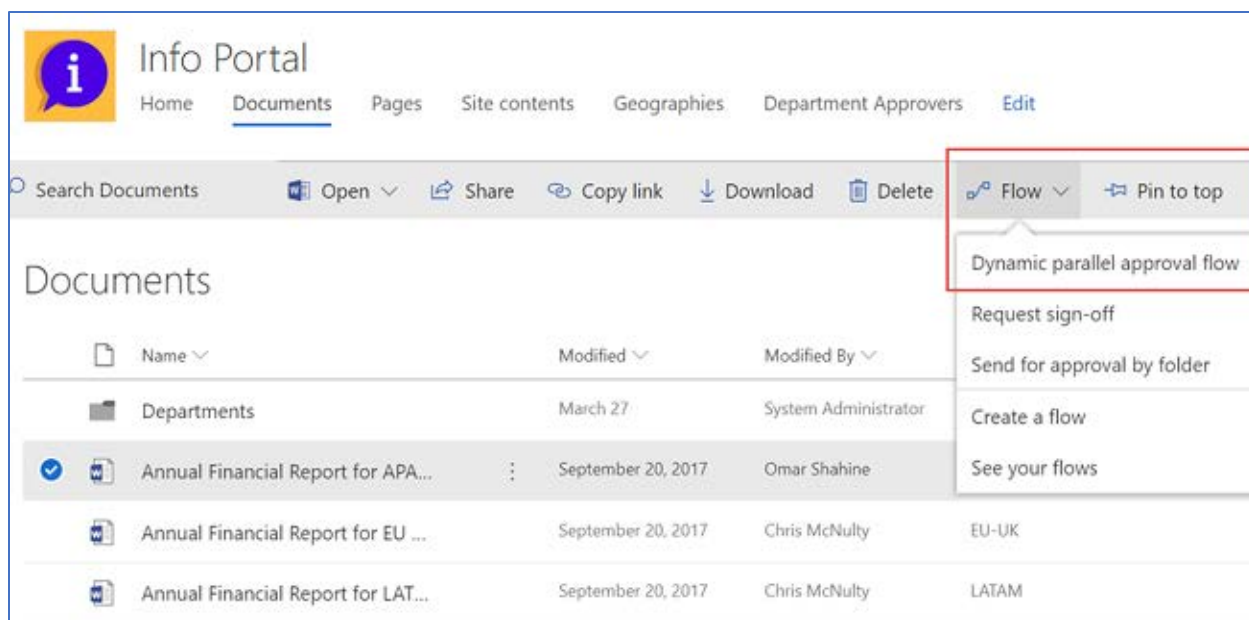 Info Portal
Home Documents Pages Site contents Geographies Department Approvers Edit
Search Documents Open Share Copy link Download Delete Flow Pin to top
Dynamic parallel approval flow
Documents
Request sign-off
Name Modified Modified By
Send for approval by folder
Departments March 27 System Administrator
Create a flow
Annual Financial Report for APA... September 20, 2017 Omar Shahine
See your flows
Annual Financial Report for EU ... September 20, 2017 Chris McNulty EU-UK
Annual Financial Report for LAT... September 20, 2017 Chris McNulty LATAM